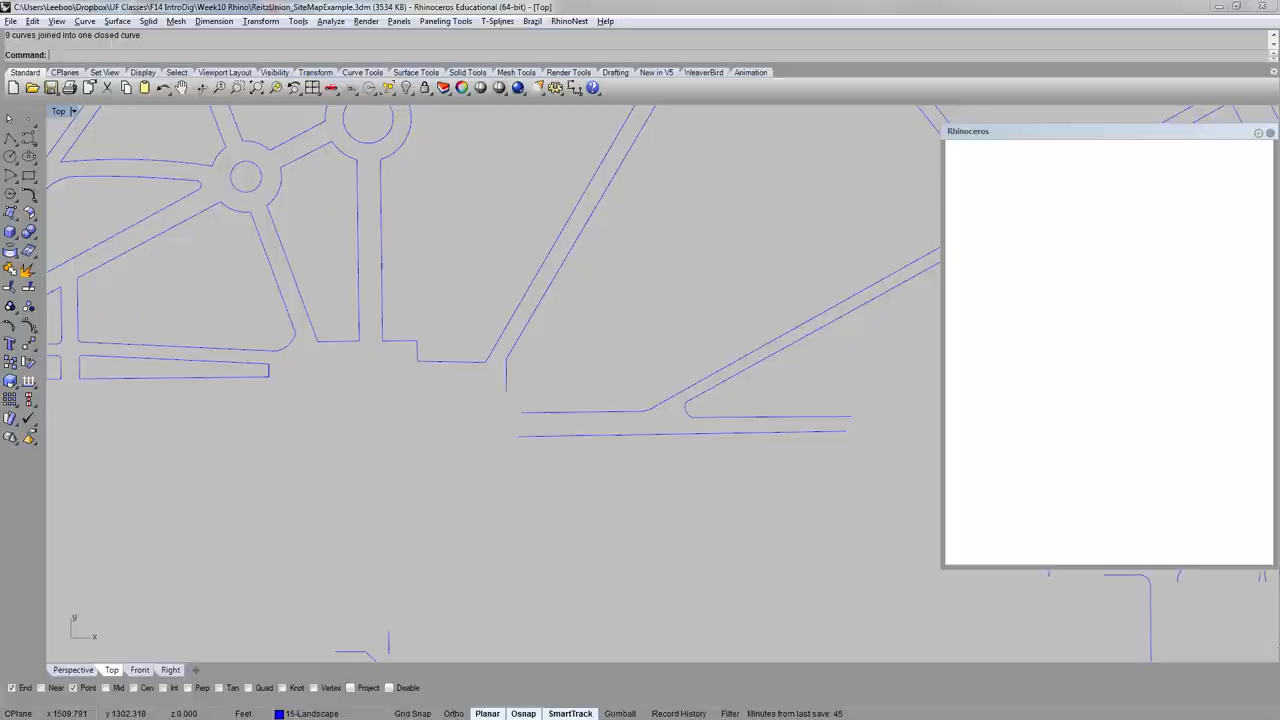 C:\Users\Leeboo\Dropbox\UF Classes\F14 IntroDig\Week10 Rhino\ReitzUnion_SiteMapExample.3dm (3534 KB) - Rhinoceros Educational (64-bit) - [Top]
File Edit View Curve Surface Solid Mesh Dimension Transform Tools Analyze Render Panels Paneling Tools T-Splines Brazil RhinoNest Help
9 curves joined into one closed curve.
Command:
Standard CPlanes Set View Display Select Viewport Layout Visibility Transform Curve Tools Surface Tools Solid Tools Mesh Tools Render Tools Drafting New in V5 WeaverBird Animation
Top
Rhinoceros
y
x
Perspective Top Front Right
End Near Point Mid Cen Int Perp Tan Quad Knot Vertex Project Disable
CPlane x 1509.791 y 1302.318 z 0.000 Feet 15-Landscape Grid Snap Ortho Planar Osnap SmartTrack Gumball Record History Filter Minutes from last save: 45